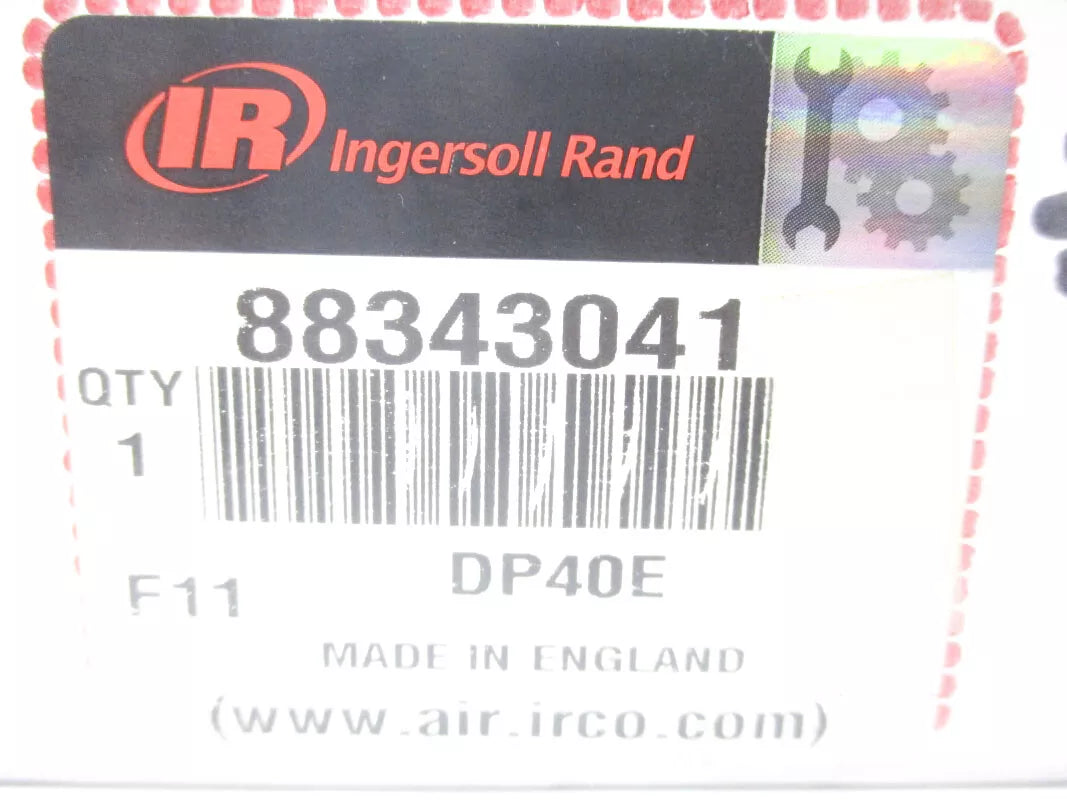 IR Ingersoll Rand
88343041
QTY
1
DP40E
F11
MADE IN ENGLAND
(www.air.irco.com)